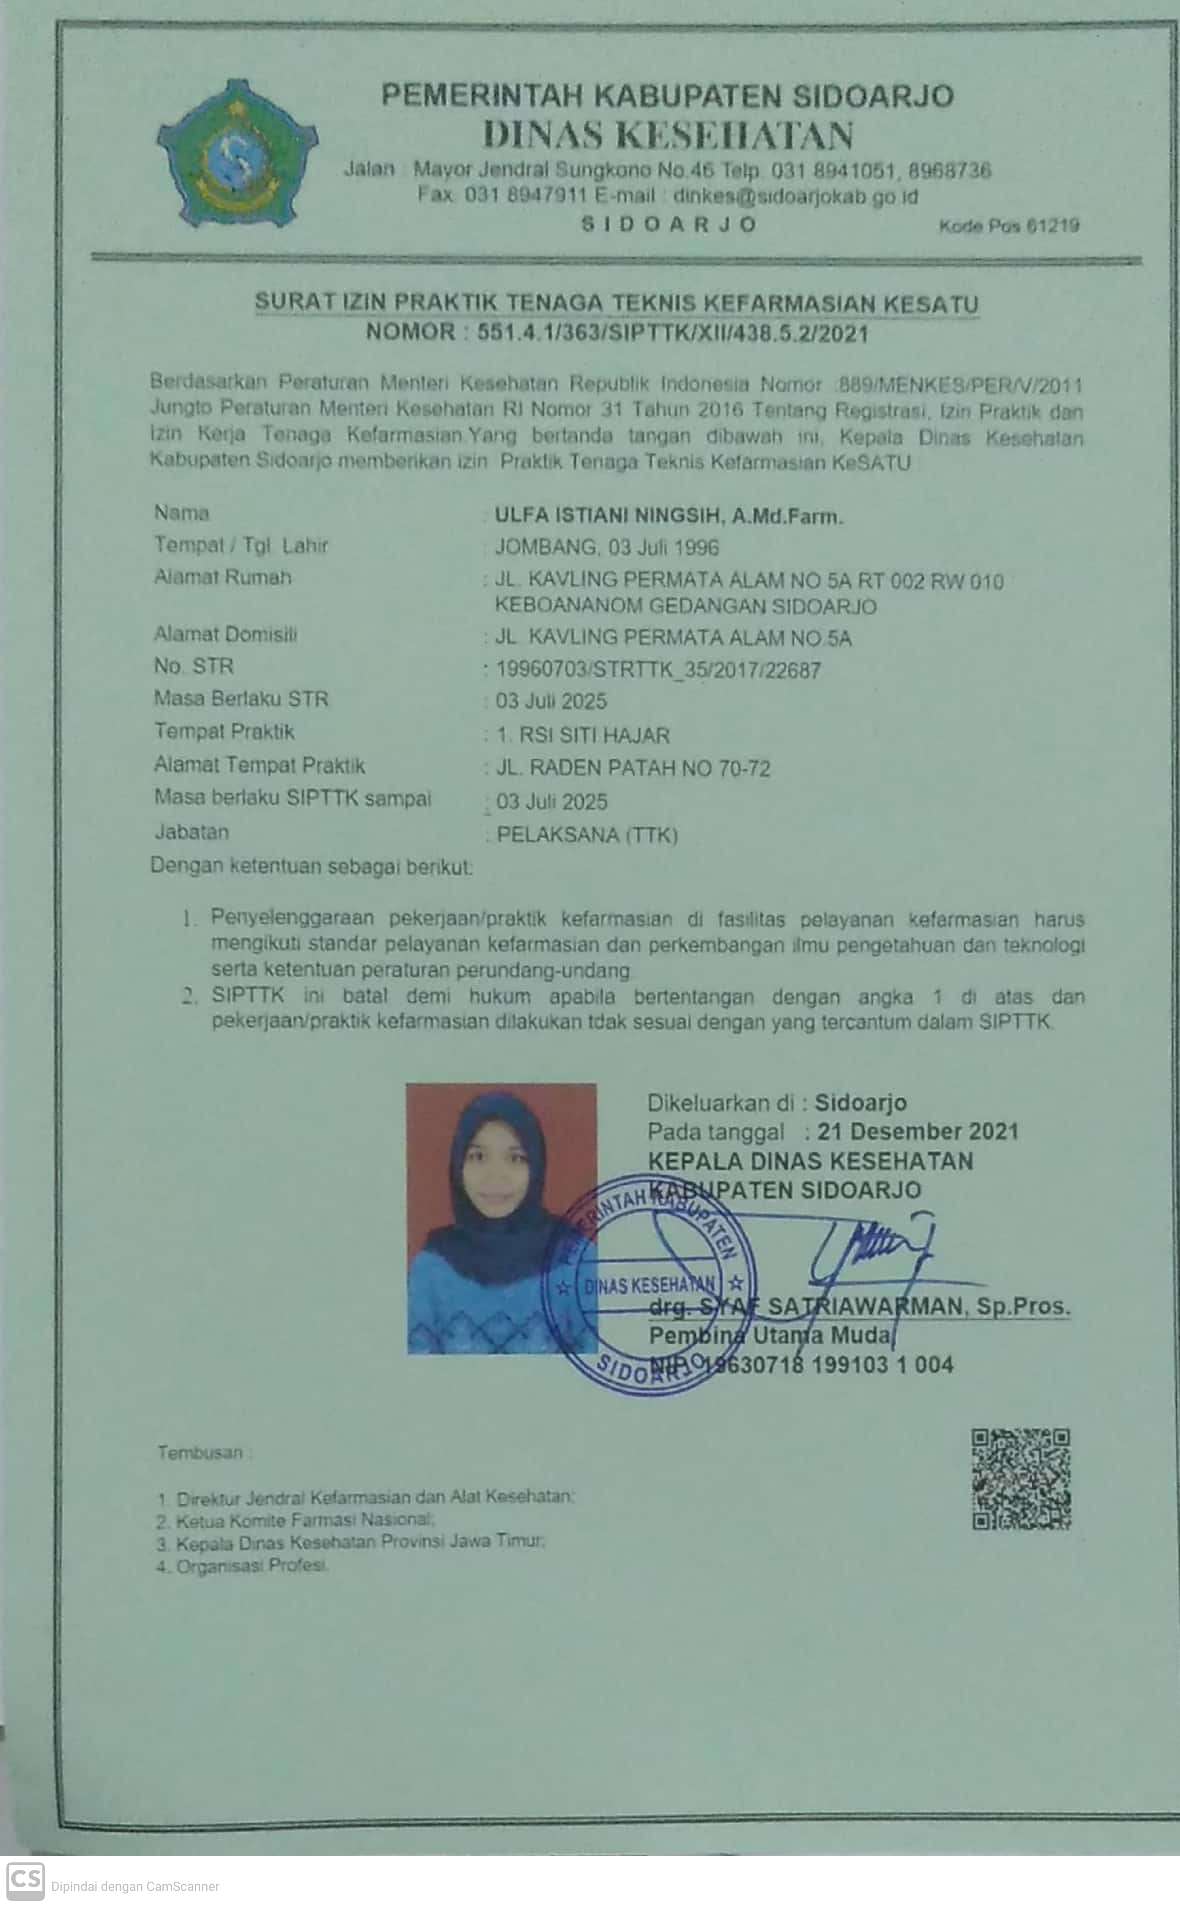 PEMERINTAH KABUPATEN SIDOARJO
DINAS KESEHATAN
Jalan : Mayor Jendral Sungkono No.46 Telp. 031 8941051, 8968736
Fax. 031 8947911 E-mail : dinkes@sidoarjokab.go.id
SIDOARJO
Kode Pos 61219
SURAT IZIN PRAKTIK TENAGA TEKNIS KEFARMASIAN KESATU
NOMOR : 551.4.1/363/SIPTTK/XII/438.5.2/2021
Berdasarkan Peraturan Menteri Kesehatan Republik Indonesia Nomor :889/MENKES/PER/V/2011
Jungto Peraturan Menteri Kesehatan RI Nomor 31 Tahun 2016 Tentang Registrasi, Izin Praktik dan
Izin Kerja Tenaga Kefarmasian.Yang bertanda tangan dibawah ini, Kepala Dinas Kesehatan
Kabupaten Sidoarjo memberikan izin Praktik Tenaga Teknis Kefarmasian KeSATU
Nama : ULFA ISTIANI NINGSIH, A.Md.Farm.
Tempat / Tgl. Lahir : JOMBANG, 03 Juli 1996
Alamat Rumah : JL. KAVLING PERMATA ALAM NO 5A RT 002 RW 010
KEBOANANOM GEDANGAN SIDOARJO
Alamat Domisili : JL. KAVLING PERMATA ALAM NO.5A
No. STR : 19960703/STRTTK_35/2017/22687
Masa Berlaku STR : 03 Juli 2025
Tempat Praktik : 1. RSI SITI HAJAR
Alamat Tempat Praktik : JL. RADEN PATAH NO 70-72
Masa berlaku SIPTTK sampai : 03 Juli 2025
Jabatan : PELAKSANA (TTK)
Dengan ketentuan sebagai berikut:
1. Penyelenggaraan pekerjaan/praktik kefarmasian di fasilitas pelayanan kefarmasian harus
mengikuti standar pelayanan kefarmasian dan perkembangan ilmu pengetahuan dan teknologi
serta ketentuan peraturan perundang-undang.
2. SIPTTK ini batal demi hukum apabila bertentangan dengan angka 1 di atas dan
pekerjaan/praktik kefarmasian dilakukan tdak sesuai dengan yang tercantum dalam SIPTTK.
Dikeluarkan di : Sidoarjo
Pada tanggal : 21 Desember 2021
KEPALA DINAS KESEHATAN
KABUPATEN SIDOARJO
PEMERINTAH KABUPATEN
DINAS KESEHATAN
SIDOARJO
drg. SYAF SATRIAWARMAN, Sp.Pros.
Pembina Utama Muda
NIP. 19630718 199103 1 004
Tembusan :
1. Direktur Jendral Kefarmasian dan Alat Kesehatan;
2. Ketua Komite Farmasi Nasional;
3. Kepala Dinas Kesehatan Provinsi Jawa Timur;
4. Organisasi Profesi.
CS Dipindai dengan CamScanner